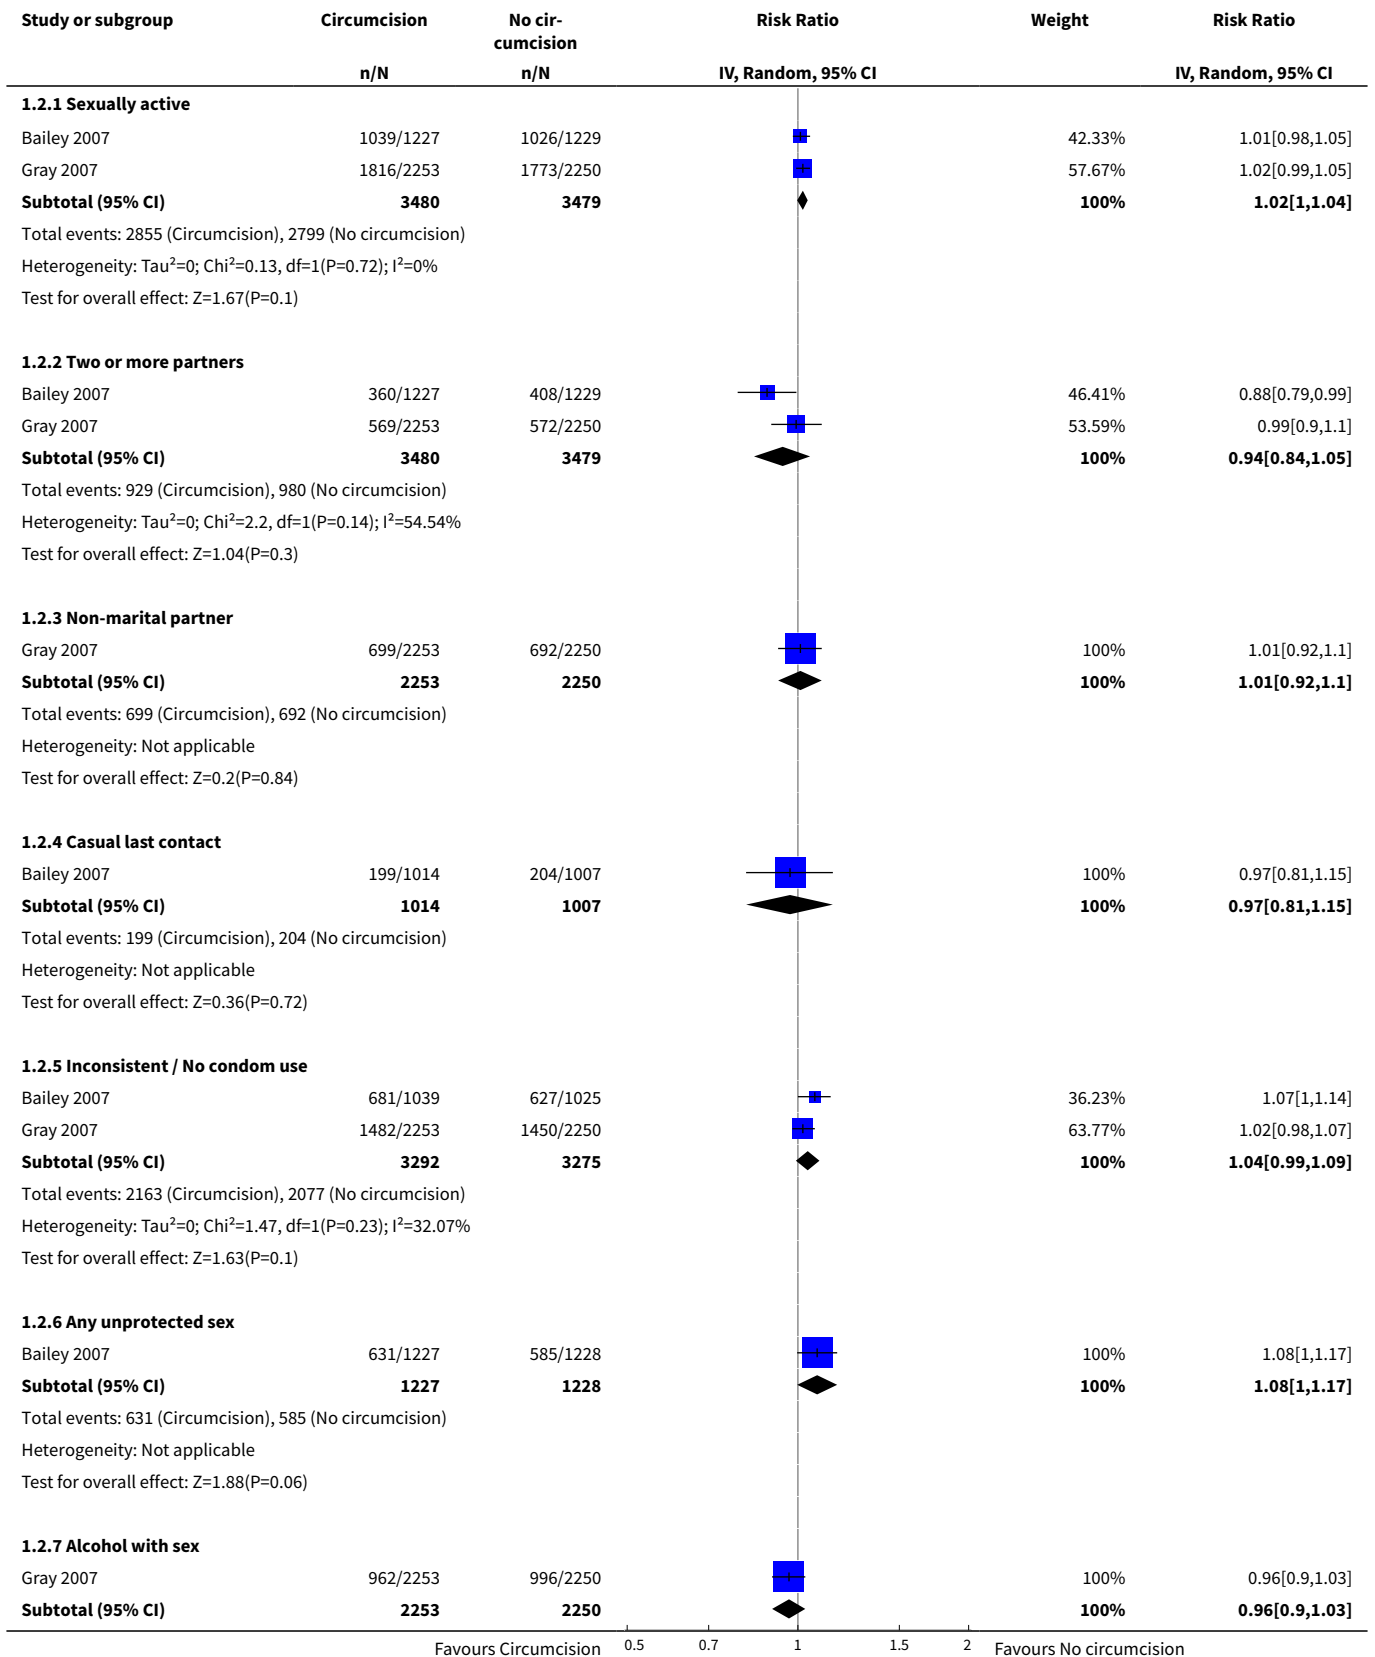 Study or subgroup Circumcision No cir-
cumcision Risk Ratio Weight Risk Ratio
n/N n/N IV, Random, 95% CI IV, Random, 95% CI
1.2.1 Sexually active
Bailey 2007 1039/1227 1026/1229 42.33% 1.01[0.98,1.05]
Gray 2007 1816/2253 1773/2250 57.67% 1.02[0.99,1.05]
Subtotal (95% CI) 3480 3479 100% 1.02[1,1.04]
Total events: 2855 (Circumcision), 2799 (No circumcision)
Heterogeneity: Tau²=0; Chi²=0.13, df=1(P=0.72); I²=0%
Test for overall effect: Z=1.67(P=0.1)
1.2.2 Two or more partners
Bailey 2007 360/1227 408/1229 46.41% 0.88[0.79,0.99]
Gray 2007 569/2253 572/2250 53.59% 0.99[0.9,1.1]
Subtotal (95% CI) 3480 3479 100% 0.94[0.84,1.05]
Total events: 929 (Circumcision), 980 (No circumcision)
Heterogeneity: Tau²=0; Chi²=2.2, df=1(P=0.14); I²=54.54%
Test for overall effect: Z=1.04(P=0.3)
1.2.3 Non-marital partner
Gray 2007 699/2253 692/2250 100% 1.01[0.92,1.1]
Subtotal (95% CI) 2253 2250 100% 1.01[0.92,1.1]
Total events: 699 (Circumcision), 692 (No circumcision)
Heterogeneity: Not applicable
Test for overall effect: Z=0.2(P=0.84)
1.2.4 Casual last contact
Bailey 2007 199/1014 204/1007 100% 0.97[0.81,1.15]
Subtotal (95% CI) 1014 1007 100% 0.97[0.81,1.15]
Total events: 199 (Circumcision), 204 (No circumcision)
Heterogeneity: Not applicable
Test for overall effect: Z=0.36(P=0.72)
1.2.5 Inconsistent / No condom use
Bailey 2007 681/1039 627/1025 36.23% 1.07[1,1.14]
Gray 2007 1482/2253 1450/2250 63.77% 1.02[0.98,1.07]
Subtotal (95% CI) 3292 3275 100% 1.04[0.99,1.09]
Total events: 2163 (Circumcision), 2077 (No circumcision)
Heterogeneity: Tau²=0; Chi²=1.47, df=1(P=0.23); I²=32.07%
Test for overall effect: Z=1.63(P=0.1)
1.2.6 Any unprotected sex
Bailey 2007 631/1227 585/1228 100% 1.08[1,1.17]
Subtotal (95% CI) 1227 1228 100% 1.08[1,1.17]
Total events: 631 (Circumcision), 585 (No circumcision)
Heterogeneity: Not applicable
Test for overall effect: Z=1.88(P=0.06)
1.2.7 Alcohol with sex
Gray 2007 962/2253 996/2250 100% 0.96[0.9,1.03]
Subtotal (95% CI) 2253 2250 100% 0.96[0.9,1.03]
Favours Circumcision 0.5 0.7 1 1.5 2 Favours No circumcision